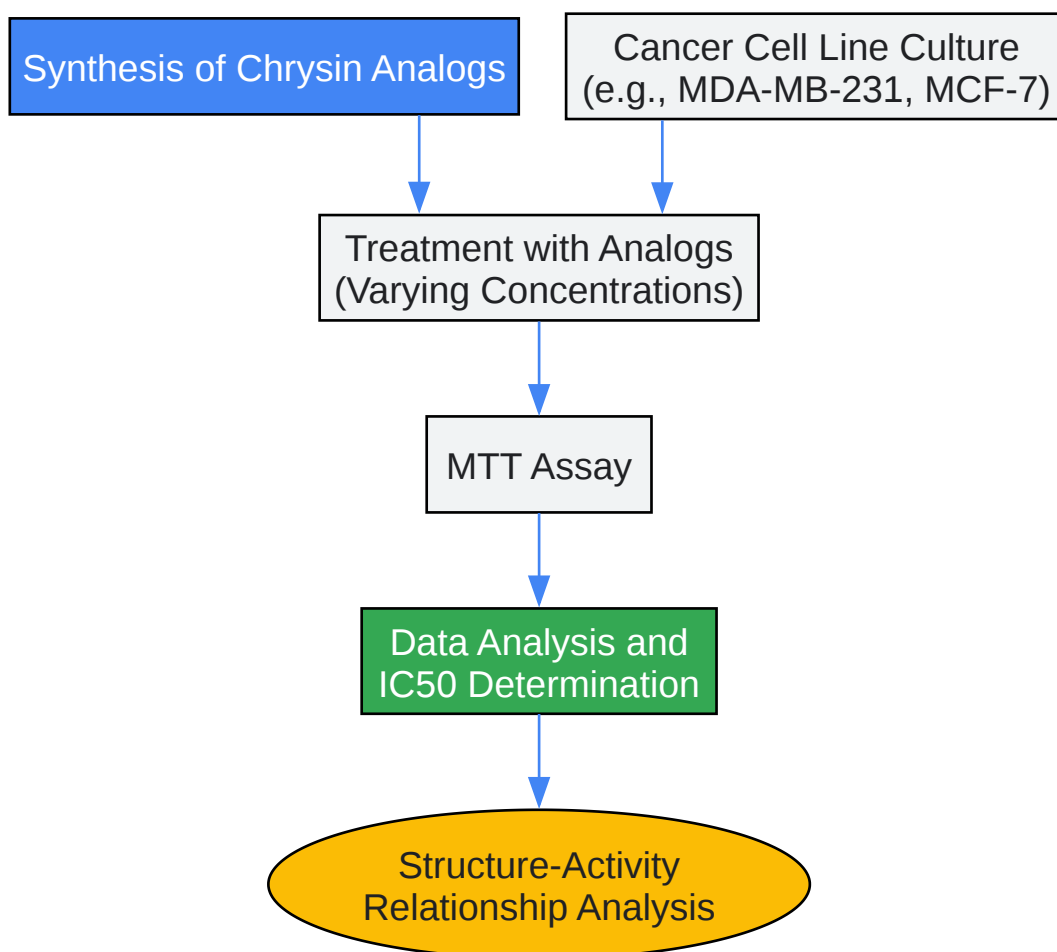 Synthesis of Chrysin Analogs
Cancer Cell Line Culture
(e.g., MDA-MB-231, MCF-7)
Treatment with Analogs
(Varying Concentrations)
MTT Assay
Data Analysis and
IC50 Determination
Structure-Activity
Relationship Analysis